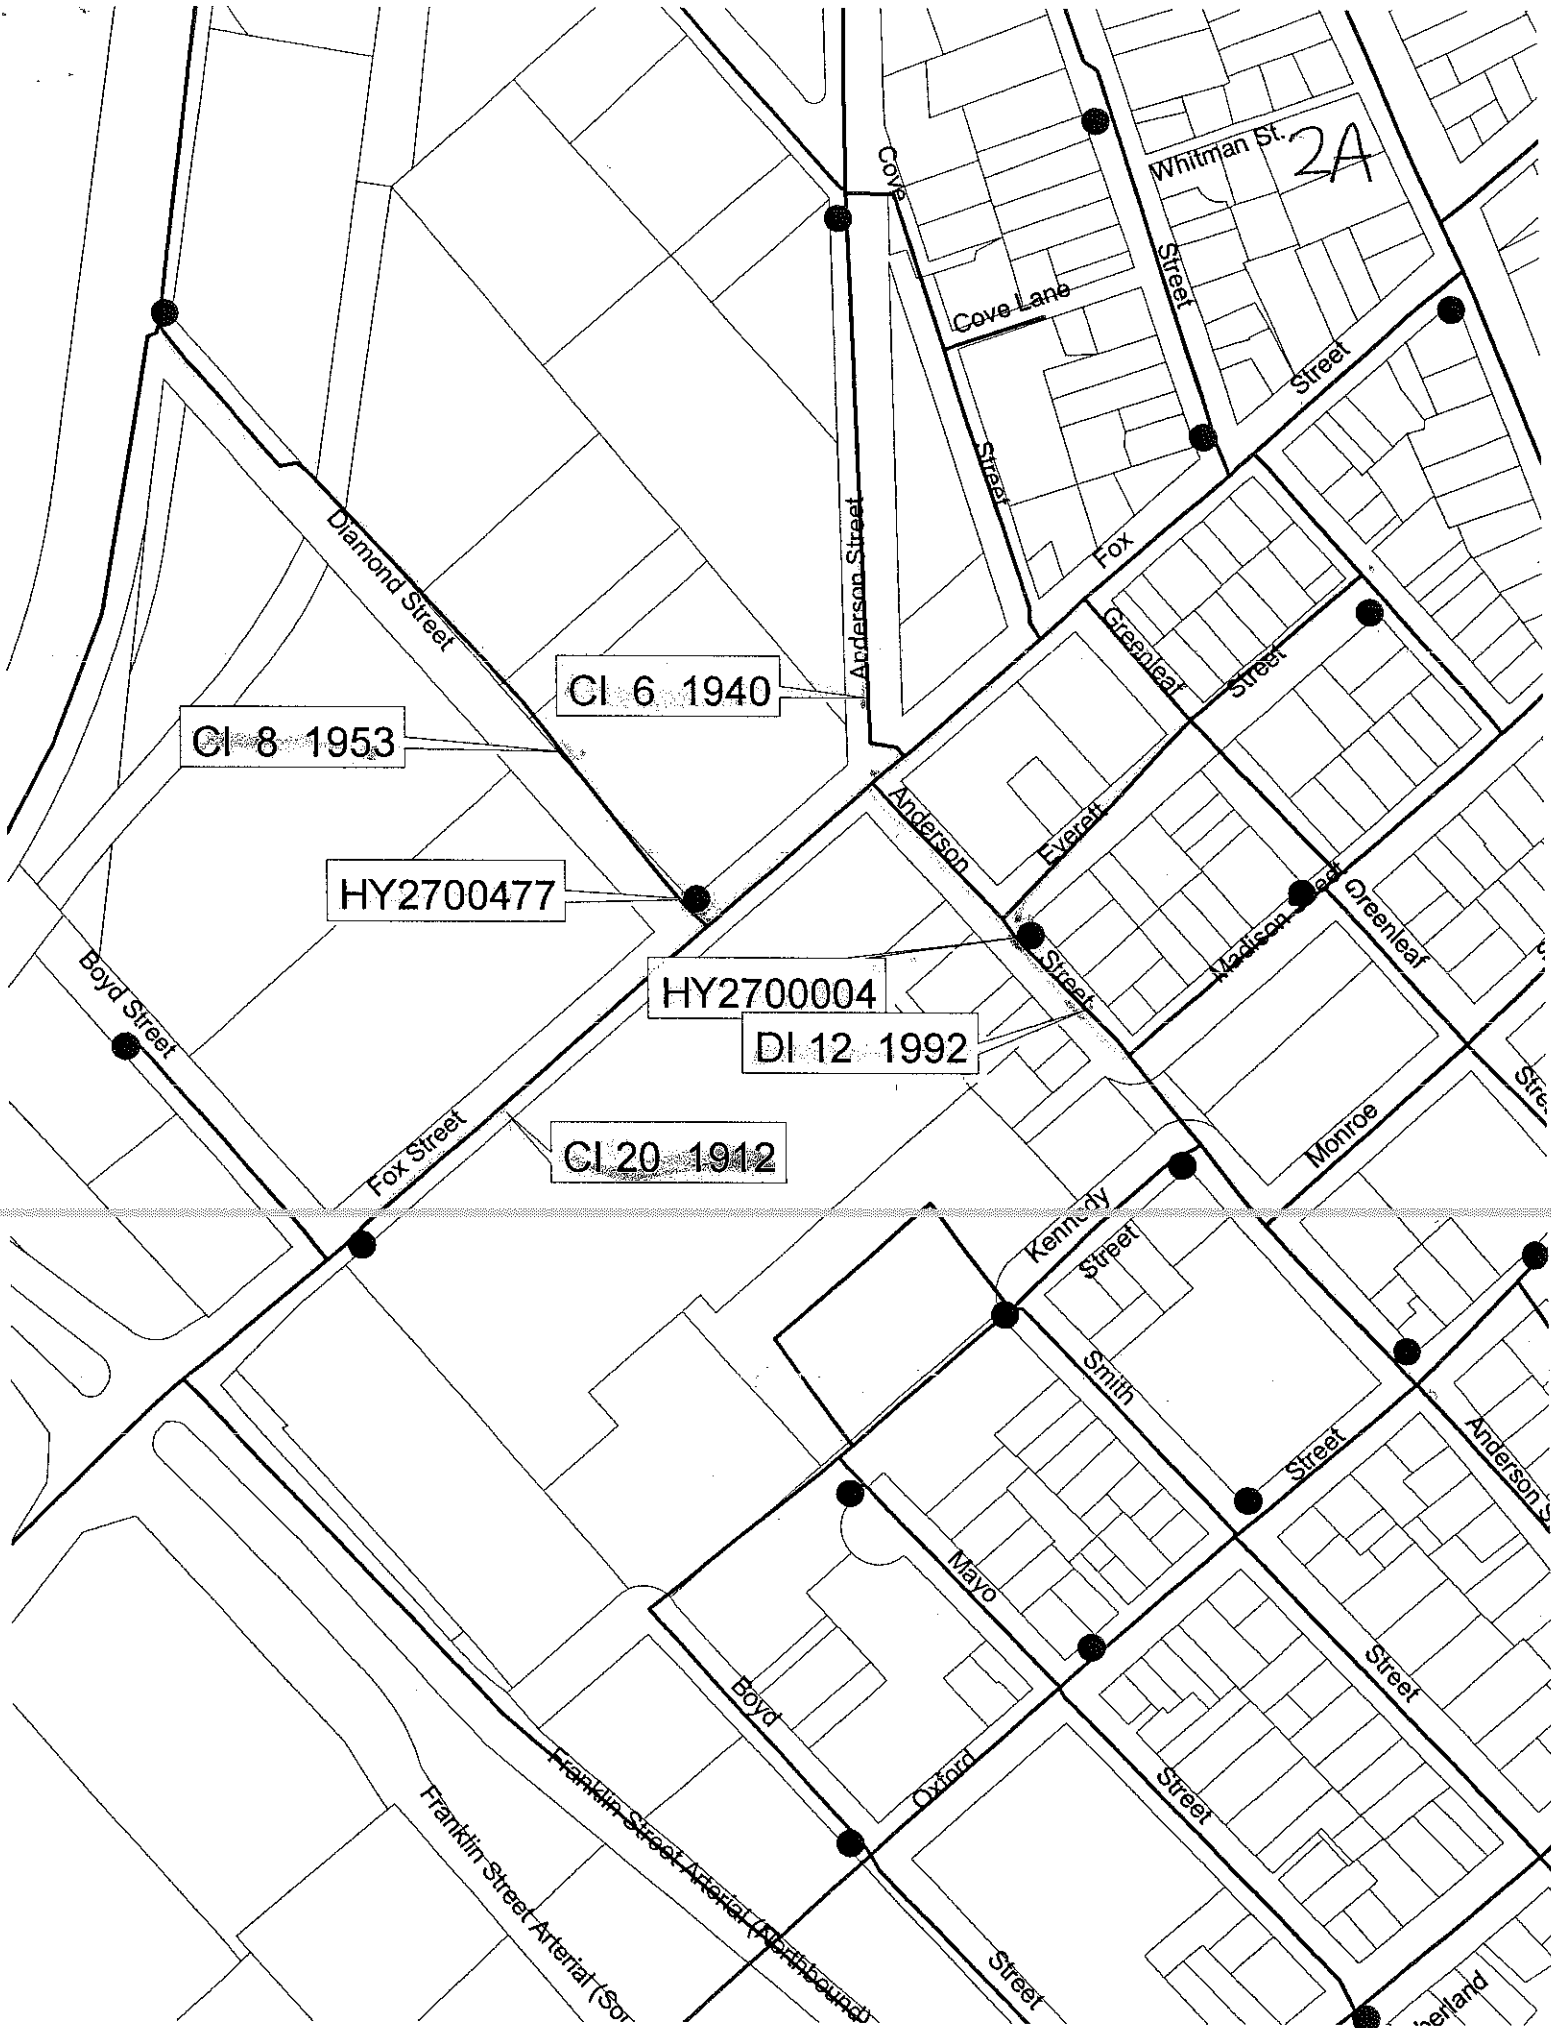 Whitman St.
2A
Cove
Street
Cove Lane
Street
Street
Fox
Diamond Street
Anderson Street
Greenleaf
Street
CI 6 1940
CI 8 1953
Anderson
Everett
HY2700477
Madison
Greenleaf
Boyd Street
Street
HY2700004
DI 12 1992
Fox Street
CI 20 1912
Monroe
Kennedy
Street
Smith
Street
Anderson S
Mayo
Street
Boyd
Oxford
Street
Franklin Street Arterial (Northbound)
Franklin Street Arterial (Sou
Street
berland